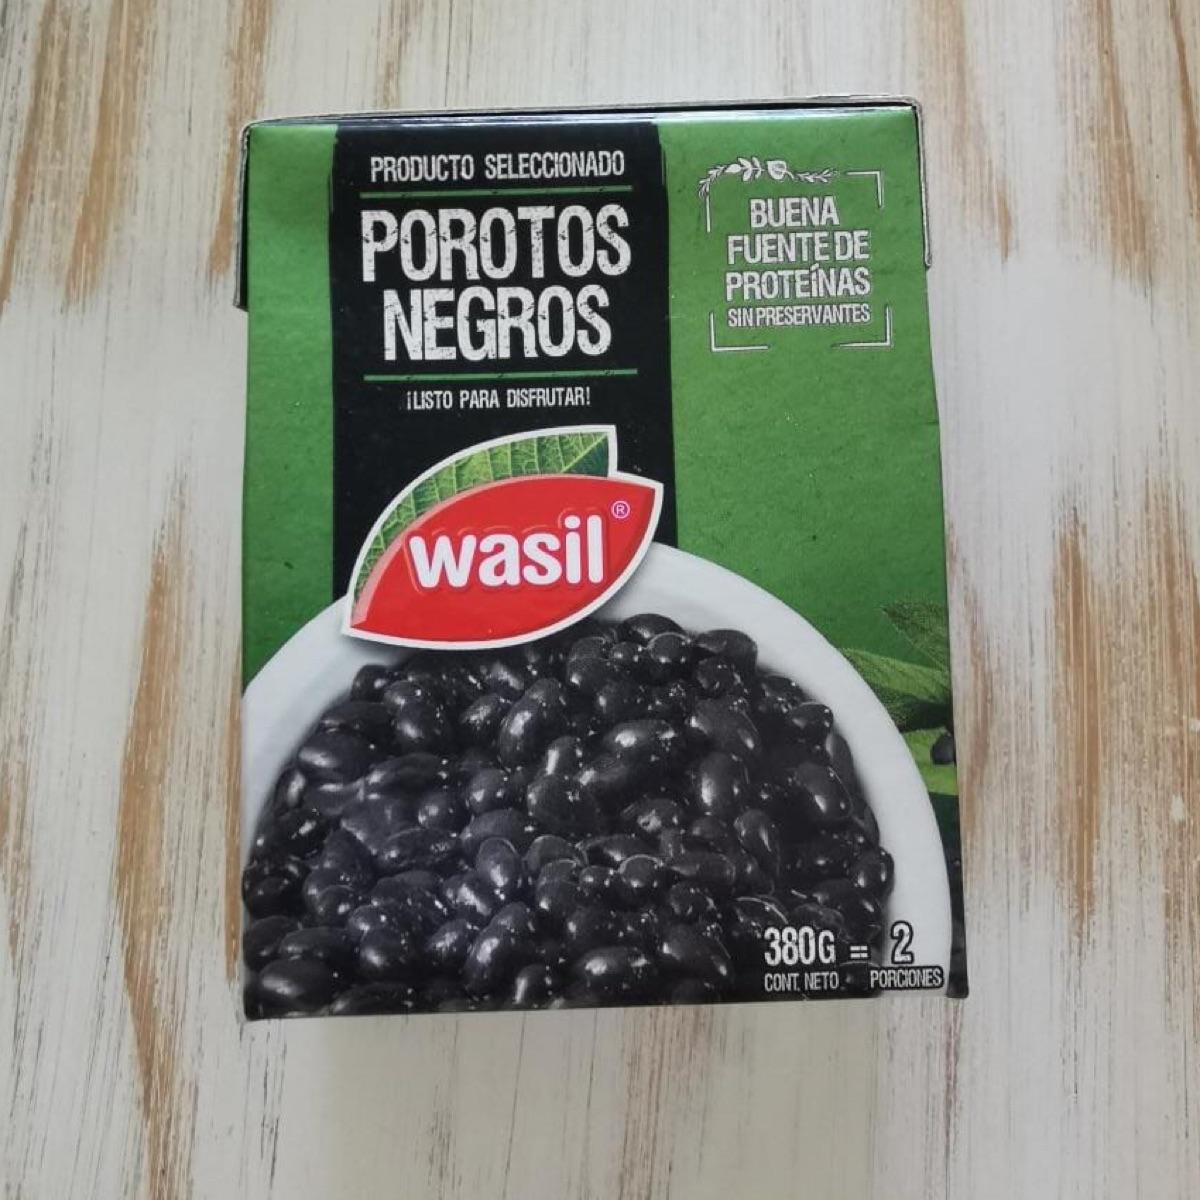 PRODUCTO SELECCIONADO
POROTOS
NEGROS
¡LISTO PARA DISFRUTAR!
BUENA
FUENTE DE
PROTEÍNAS
SIN PRESERVANTES
wasil®
380G = 2
CONT. NETO PORCIONES